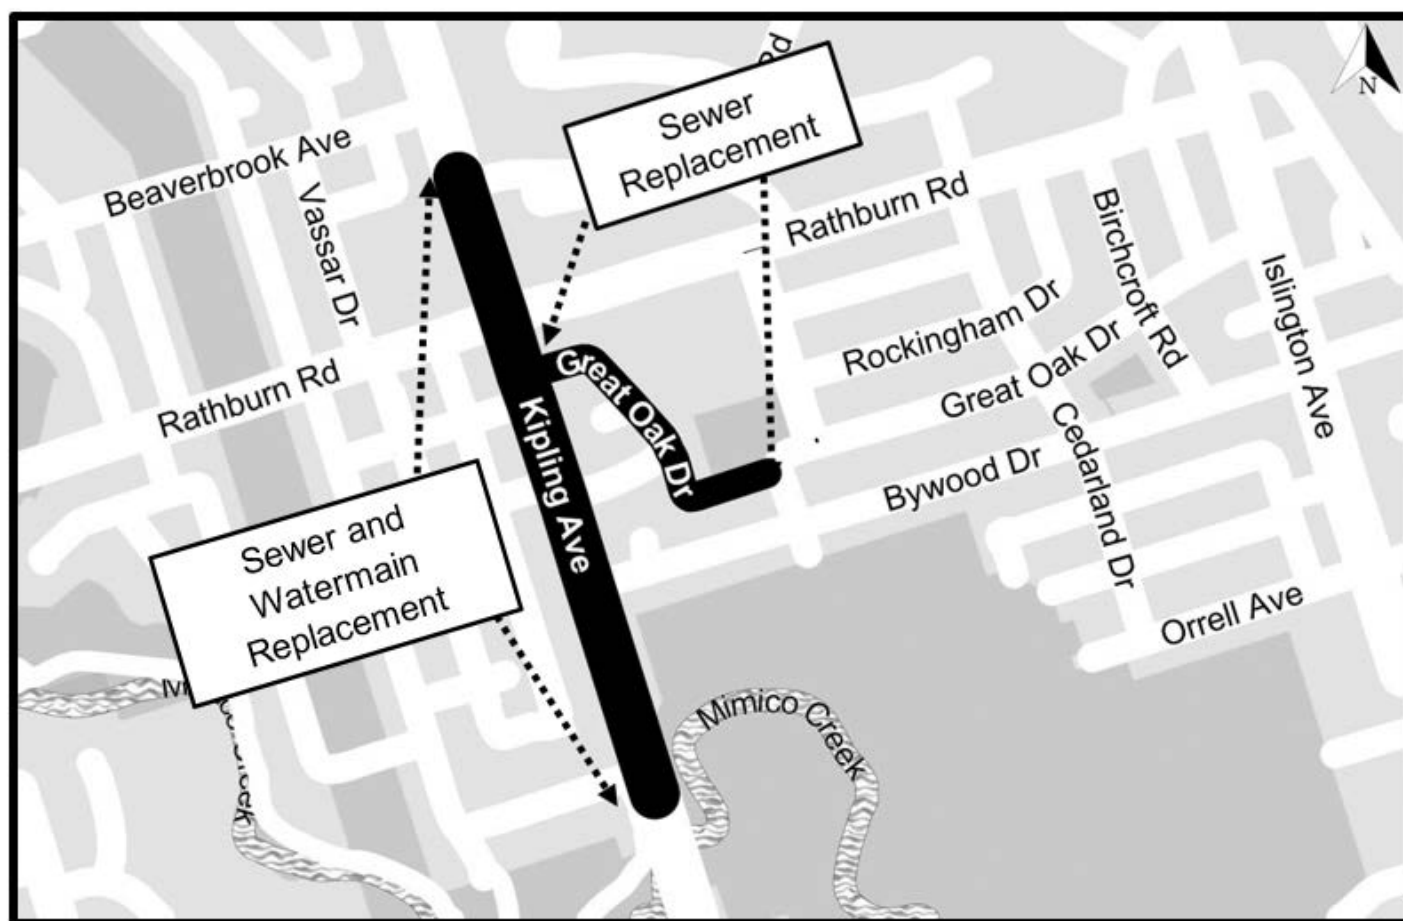 Rd
N
Sewer
Replacement
Beaverbrook Ave
Vassar Dr
Rathburn Rd
Birchcroft Rd
Islington Ave
Rockingham Dr
Great Oak Dr
Rathburn Rd
Great Oak Dr
Kipling Ave
Cedarland Dr
Bywood Dr
Sewer and
Watermain
Replacement
Orrell Ave
Mimico Creek